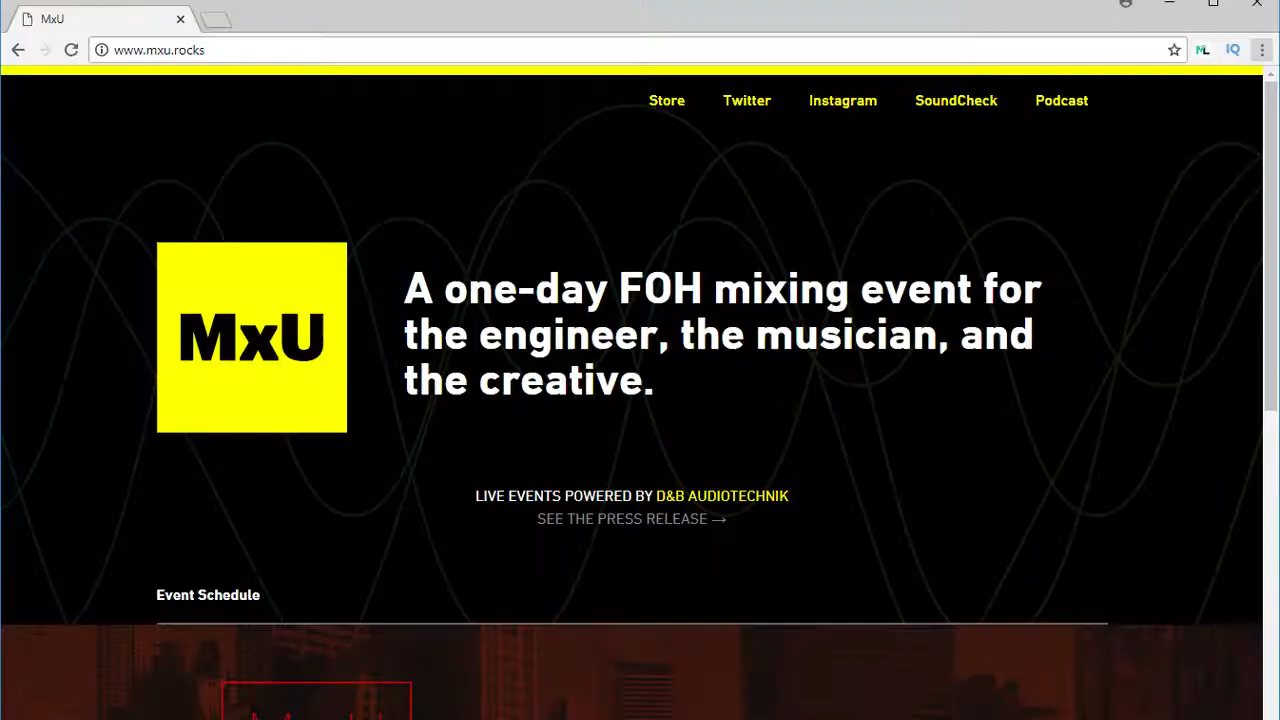 MxU
www.mxu.rocks
Store Twitter Instagram SoundCheck Podcast
MxU
A one-day FOH mixing event for
the engineer, the musician, and
the creative.
LIVE EVENTS POWERED BY D&B AUDIOTECHNIK
SEE THE PRESS RELEASE →
Event Schedule